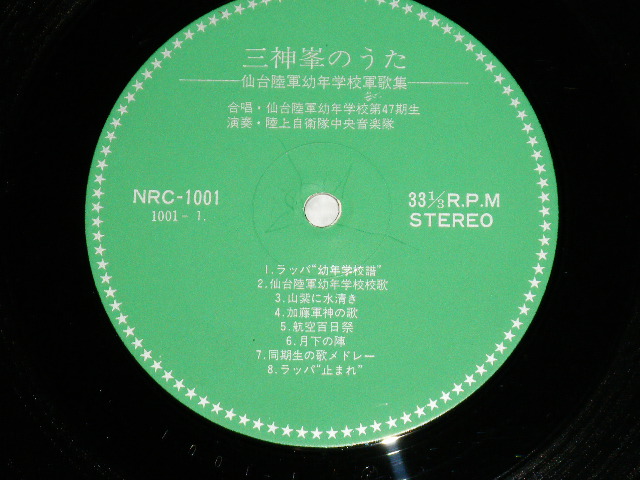 三神峯のうた
仙台陸軍幼年学校軍歌集
合唱・仙台陸軍幼年学校第47期生
演奏・陸上自衛隊中央音楽隊
NRC-1001
1001 - 1.
33 1/3 R.P.M
STEREO
1.ラッパ“幼年学校譜”
2.仙台陸軍幼年学校校歌
3.山紫に水清き
4.加藤軍神の歌
5.航空百日祭
6.月下の陣
7.同期生の歌メドレー
8.ラッパ“止まれ”